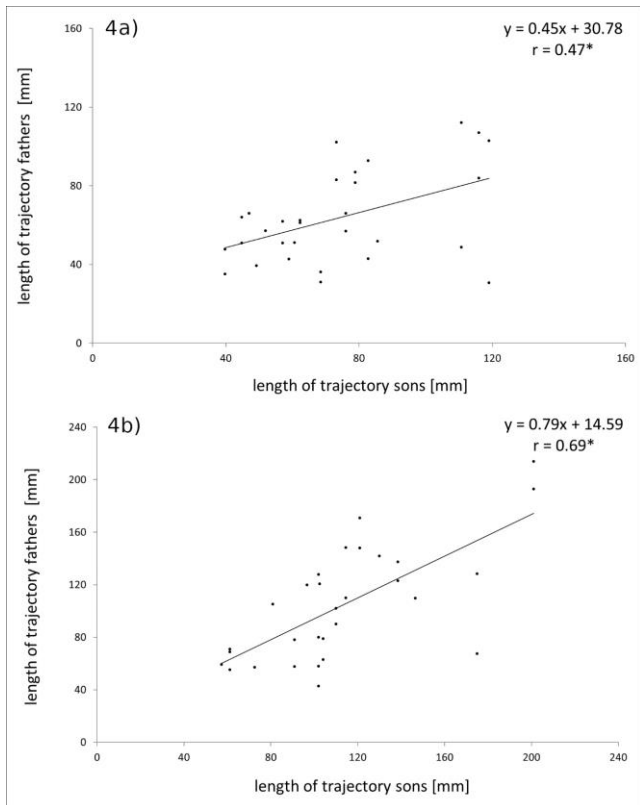 4a)
y = 0.45x + 30.78
r = 0.47*
length of trajectory fathers [mm]
160
120
80
40
0
0 40 80 120 160
length of trajectory sons [mm]
4b)
y = 0.79x + 14.59
r = 0.69*
length of trajectory fathers [mm]
240
200
160
120
80
40
0
0 40 80 120 160 200 240
length of trajectory sons [mm]